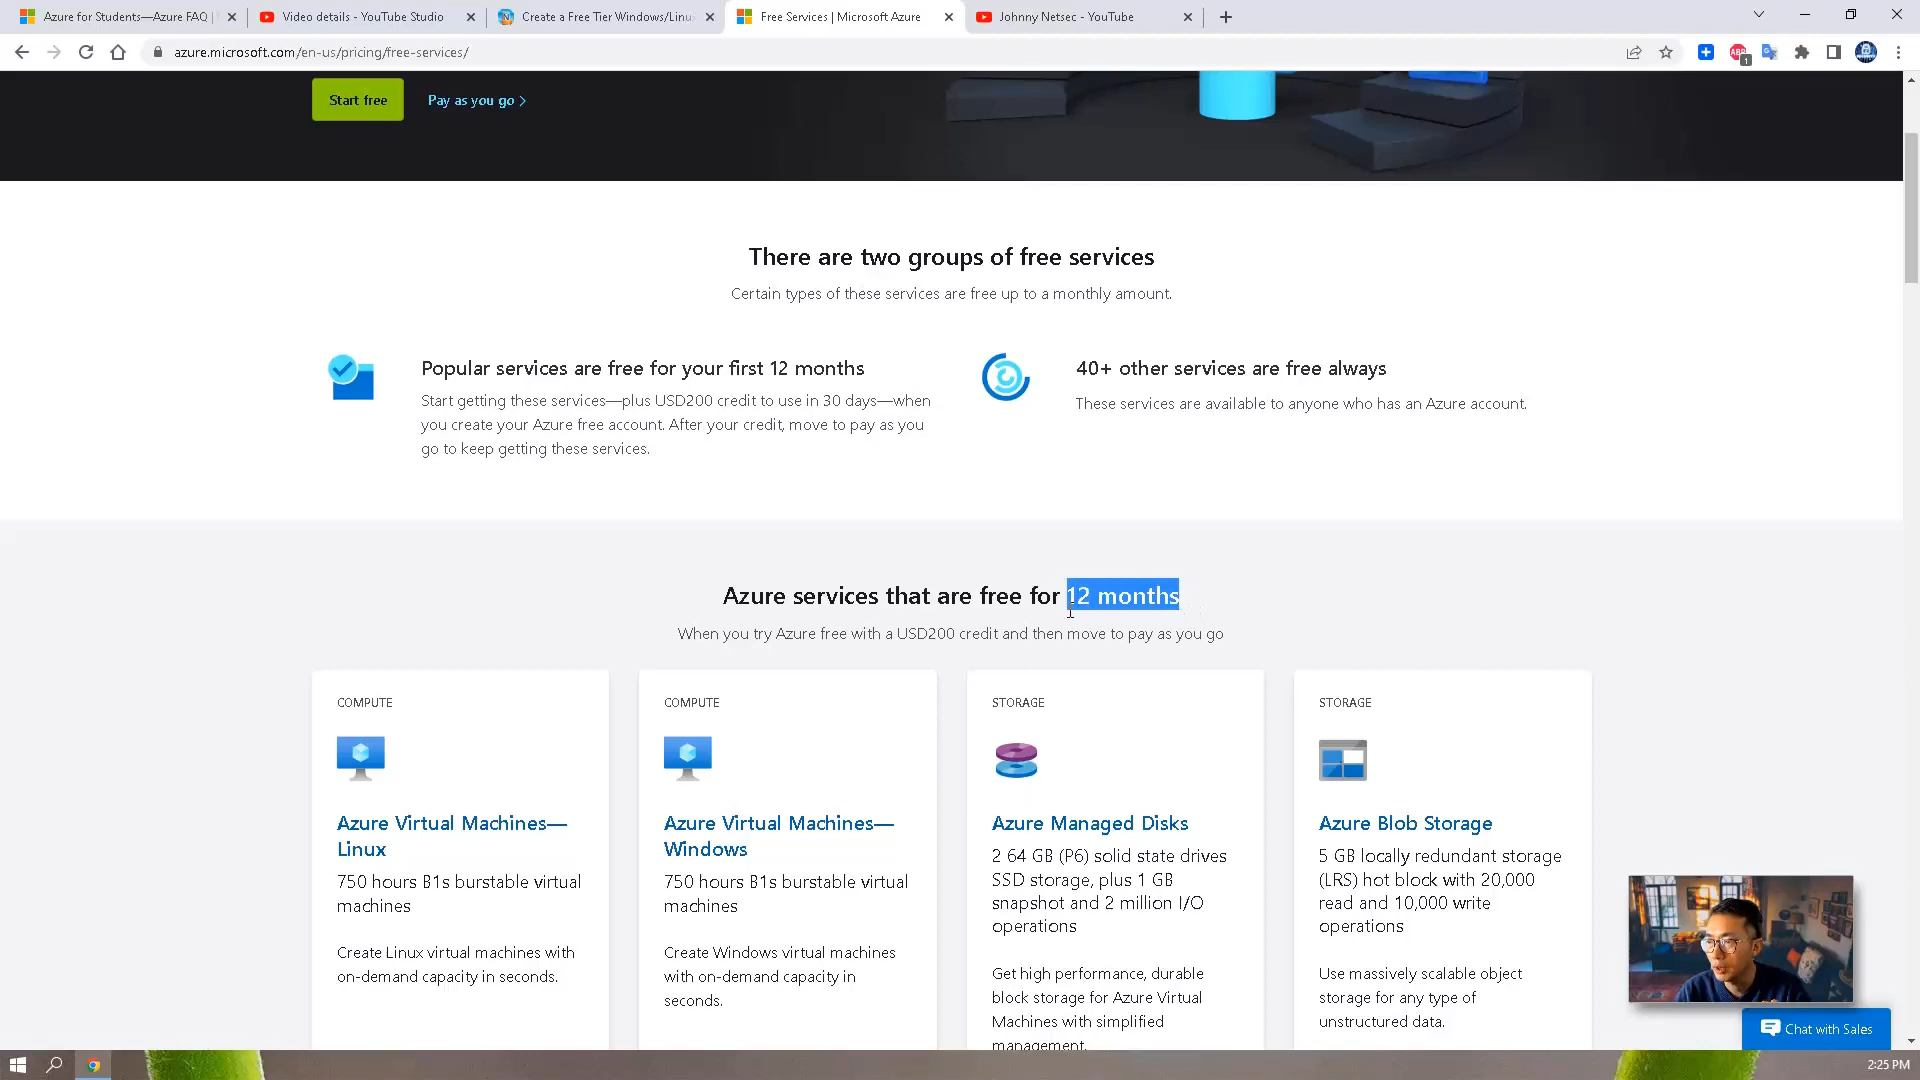 Azure for Students—Azure FAQ |
Video details - YouTube Studio
Create a Free Tier Windows/Linu
Free Services | Microsoft Azure
Johnny Netsec - YouTube
azure.microsoft.com/en-us/pricing/free-services/
ABP
1
Start free
Pay as you go
There are two groups of free services
Certain types of these services are free up to a monthly amount.
Popular services are free for your first 12 months
Start getting these services—plus USD200 credit to use in 30 days—when
you create your Azure free account. After your credit, move to pay as you
go to keep getting these services.
40+ other services are free always
These services are available to anyone who has an Azure account.
Azure services that are free for 12 months
When you try Azure free with a USD200 credit and then move to pay as you go
COMPUTE
Azure Virtual Machines—
Linux
750 hours B1s burstable virtual
machines
Create Linux virtual machines with
on-demand capacity in seconds.
COMPUTE
Azure Virtual Machines—
Windows
750 hours B1s burstable virtual
machines
Create Windows virtual machines
with on-demand capacity in
seconds.
STORAGE
Azure Managed Disks
2 64 GB (P6) solid state drives
SSD storage, plus 1 GB
snapshot and 2 million I/O
operations
Get high performance, durable
block storage for Azure Virtual
Machines with simplified
management.
STORAGE
Azure Blob Storage
5 GB locally redundant storage
(LRS) hot block with 20,000
read and 10,000 write
operations
Use massively scalable object
storage for any type of
unstructured data.
Chat with Sales
2:25 PM